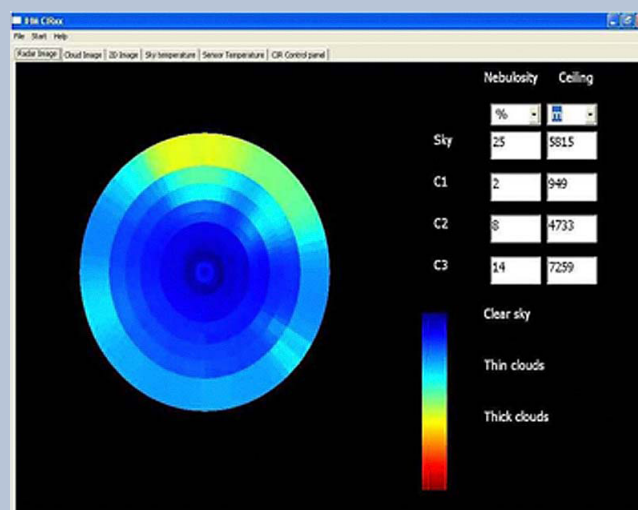 CIRxx
File Start Help
Radar Image Cloud Image 2D Image Sky temperature Sensor Temperature CIR Control panel
Nebulosity Ceiling
% m
Sky 25 5815
C1 2 949
C2 8 4733
C3 14 7259
Clear sky
Thin clouds
Thick clouds